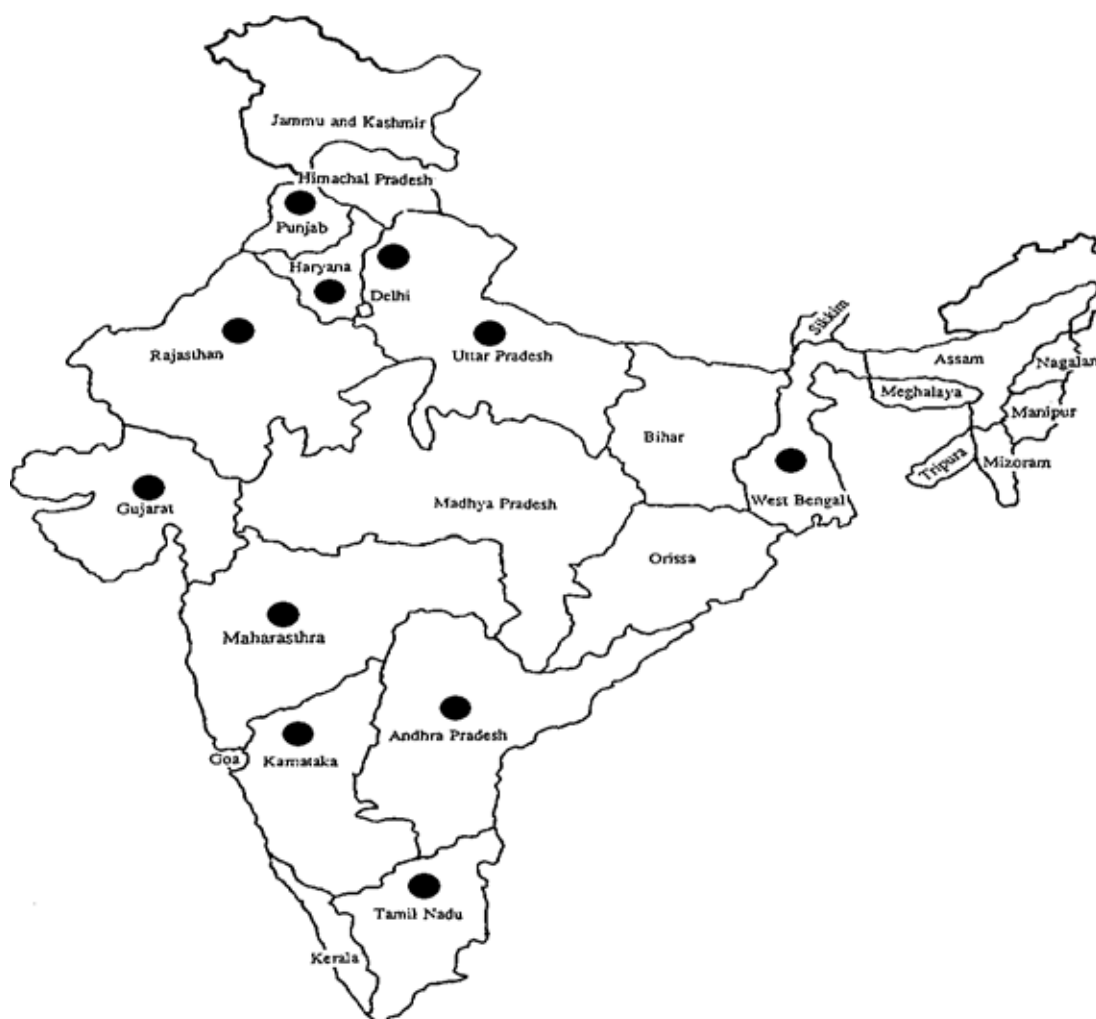 Jammu and Kashmir
Himachal Pradesh
Punjab
Haryana
Delhi
Sikkim
Rajasthan
Uttar Pradesh
Assam
Nagalan
Meghalaya
Manipur
Bihar
Tripura
Mizoram
Gujarat
Madhya Pradesh
West Bengal
Orissa
Maharasthra
Andhra Pradesh
Goa
Karnataka
Tamil Nadu
Kerala